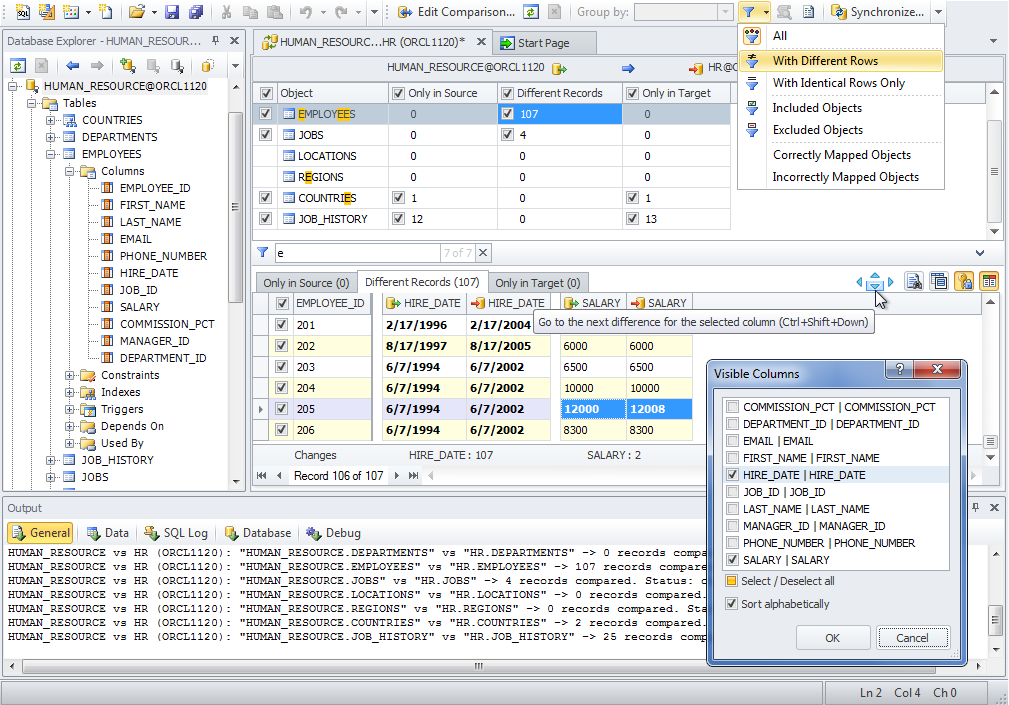 SQL
Edit Comparison...
Group by:
Synchronize...
Database Explorer - HUMAN_RESOUR...
HUMAN_RESOURCE@ORCL1120
Tables
COUNTRIES
DEPARTMENTS
EMPLOYEES
Columns
EMPLOYEE_ID
FIRST_NAME
LAST_NAME
EMAIL
PHONE_NUMBER
HIRE_DATE
JOB_ID
SALARY
COMMISSION_PCT
MANAGER_ID
DEPARTMENT_ID
Constraints
Indexes
Triggers
Depends On
Used By
JOB_HISTORY
JOBS
HUMAN_RESOURC...HR (ORCL1120)*
Start Page
HUMAN_RESOURCE@ORCL1120 HR@O
Object Only in Source Different Records Only in Target
EMPLOYEES 0 107 0
JOBS 0 4 0
LOCATIONS 0 0 0
REGIONS 0 0 0
COUNTRIES 1 0 1
JOB_HISTORY 12 0 13
All
With Different Rows
With Identical Rows Only
Included Objects
Excluded Objects
Correctly Mapped Objects
Incorrectly Mapped Objects
e 7 of 7
Only in Source (0) Different Records (107) Only in Target (0)
EMPLOYEE_ID HIRE_DATE HIRE_DATE SALARY SALARY
201 2/17/1996 2/17/2004
Go to the next difference for the selected column (Ctrl+Shift+Down)
202 8/17/1997 8/17/2005 6000 6000
203 6/7/1994 6/7/2002 6500 6500
204 6/7/1994 6/7/2002 10000 10000
205 6/7/1994 6/7/2002 12000 12008
206 6/7/1994 6/7/2002 8300 8300
Changes HIRE_DATE : 107 SALARY : 2
Record 106 of 107
Visible Columns
COMMISSION_PCT | COMMISSION_PCT
DEPARTMENT_ID | DEPARTMENT_ID
EMAIL | EMAIL
FIRST_NAME | FIRST_NAME
HIRE_DATE | HIRE_DATE
JOB_ID | JOB_ID
LAST_NAME | LAST_NAME
MANAGER_ID | MANAGER_ID
PHONE_NUMBER | PHONE_NUMBER
SALARY | SALARY
Select / Deselect all
Sort alphabetically
OK Cancel
Output
General Data SQL Log Database Debug
HUMAN_RESOURCE vs HR (ORCL1120): "HUMAN_RESOURCE.DEPARTMENTS" vs "HR.DEPARTMENTS" -> 0 records compa
HUMAN_RESOURCE vs HR (ORCL1120): "HUMAN_RESOURCE.EMPLOYEES" vs "HR.EMPLOYEES" -> 107 records compare
HUMAN_RESOURCE vs HR (ORCL1120): "HUMAN_RESOURCE.JOBS" vs "HR.JOBS" -> 4 records compared. Status: c
HUMAN_RESOURCE vs HR (ORCL1120): "HUMAN_RESOURCE.LOCATIONS" vs "HR.LOCATIONS" -> 0 records compared.
HUMAN_RESOURCE vs HR (ORCL1120): "HUMAN_RESOURCE.REGIONS" vs "HR.REGIONS" -> 0 records compared. Sta
HUMAN_RESOURCE vs HR (ORCL1120): "HUMAN_RESOURCE.COUNTRIES" vs "HR.COUNTRIES" -> 2 records compared.
HUMAN_RESOURCE vs HR (ORCL1120): "HUMAN_RESOURCE.JOB_HISTORY" vs "HR.JOB_HISTORY" -> 25 records comp
Ln 2 Col 4 Ch 0